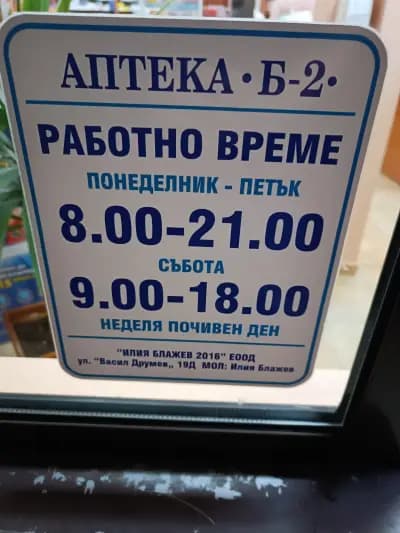 АПТЕКА • Б-2•
РАБОТНО ВРЕМЕ
ПОНЕДЕЛНИК - ПЕТЪК
8.00-21.00
СЪБОТА
9.00-18.00
НЕДЕЛЯ ПОЧИВЕН ДЕН
"ИЛИЯ БЛАЖЕВ 2016" ЕООД
ул. "Васил Друмев,, 19Д МОЛ: Илия Блажев